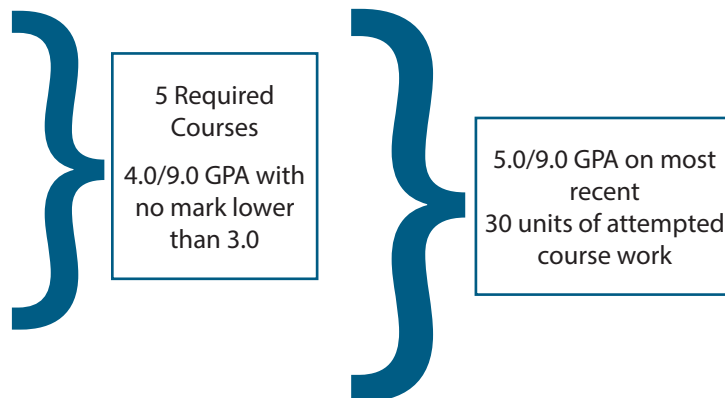 5 Required
Courses
4.0/9.0 GPA with
no mark lower
than 3.0
5.0/9.0 GPA on most
recent
30 units of attempted
course work